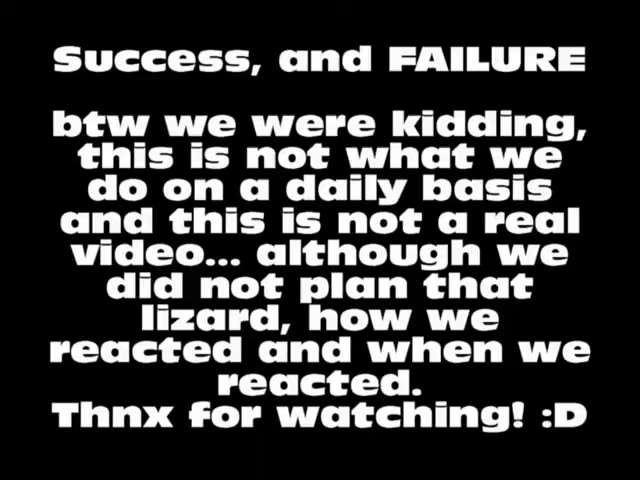 Success, and FAILURE
btw we were kidding,
this is not what we
do on a daily basis
and this is not a real
video... although we
did not plan that
lizard, how we
reacted and when we
reacted.
Thnx for watching! :D